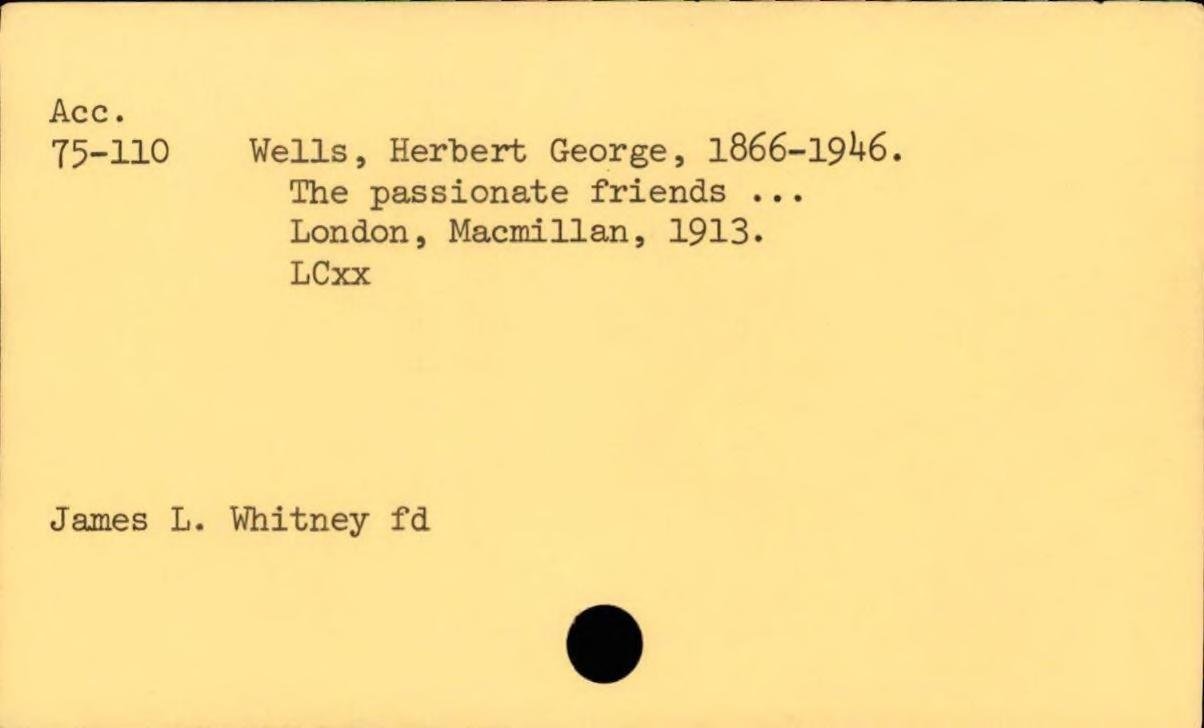 Acc.
75-110 Wells, Herbert George, 1866-1946.
The passionate friends ...
London, Macmillan, 1913.
LCxx
James L. Whitney fd